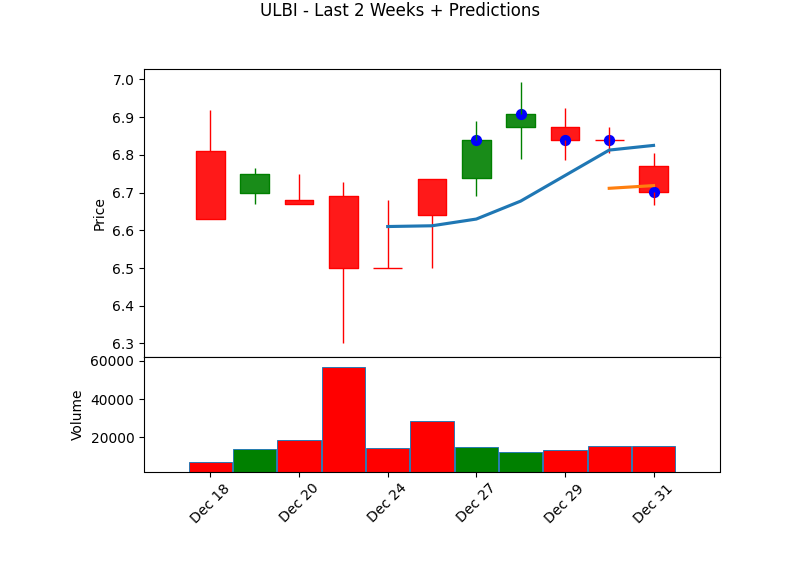 ULBI - Last 2 Weeks + Predictions
7.0
6.9
6.8
6.7
6.6
6.5
6.4
6.3
Price
60000
40000
20000
Volume
Dec 18
Dec 20
Dec 24
Dec 27
Dec 29
Dec 31